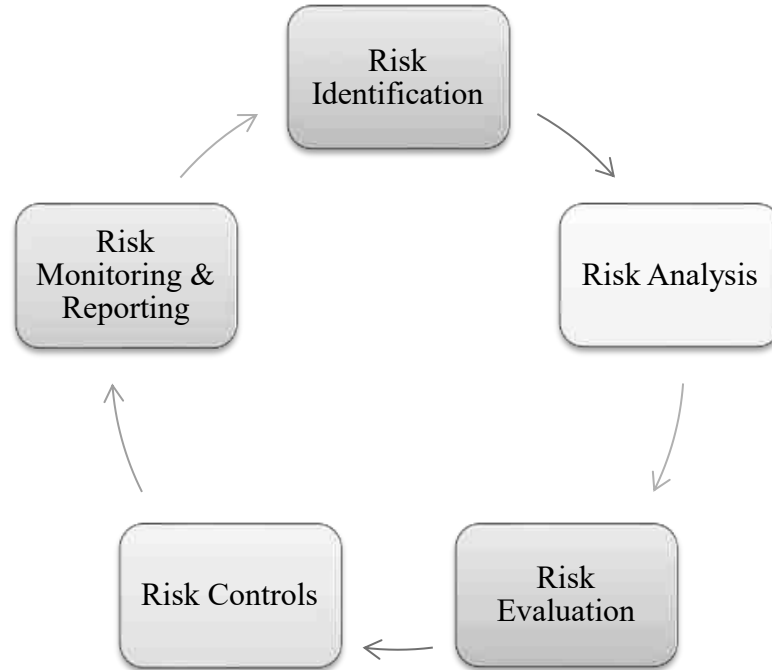 Risk
Identification
Risk Analysis
Risk
Evaluation
Risk Controls
Risk
Monitoring &
Reporting